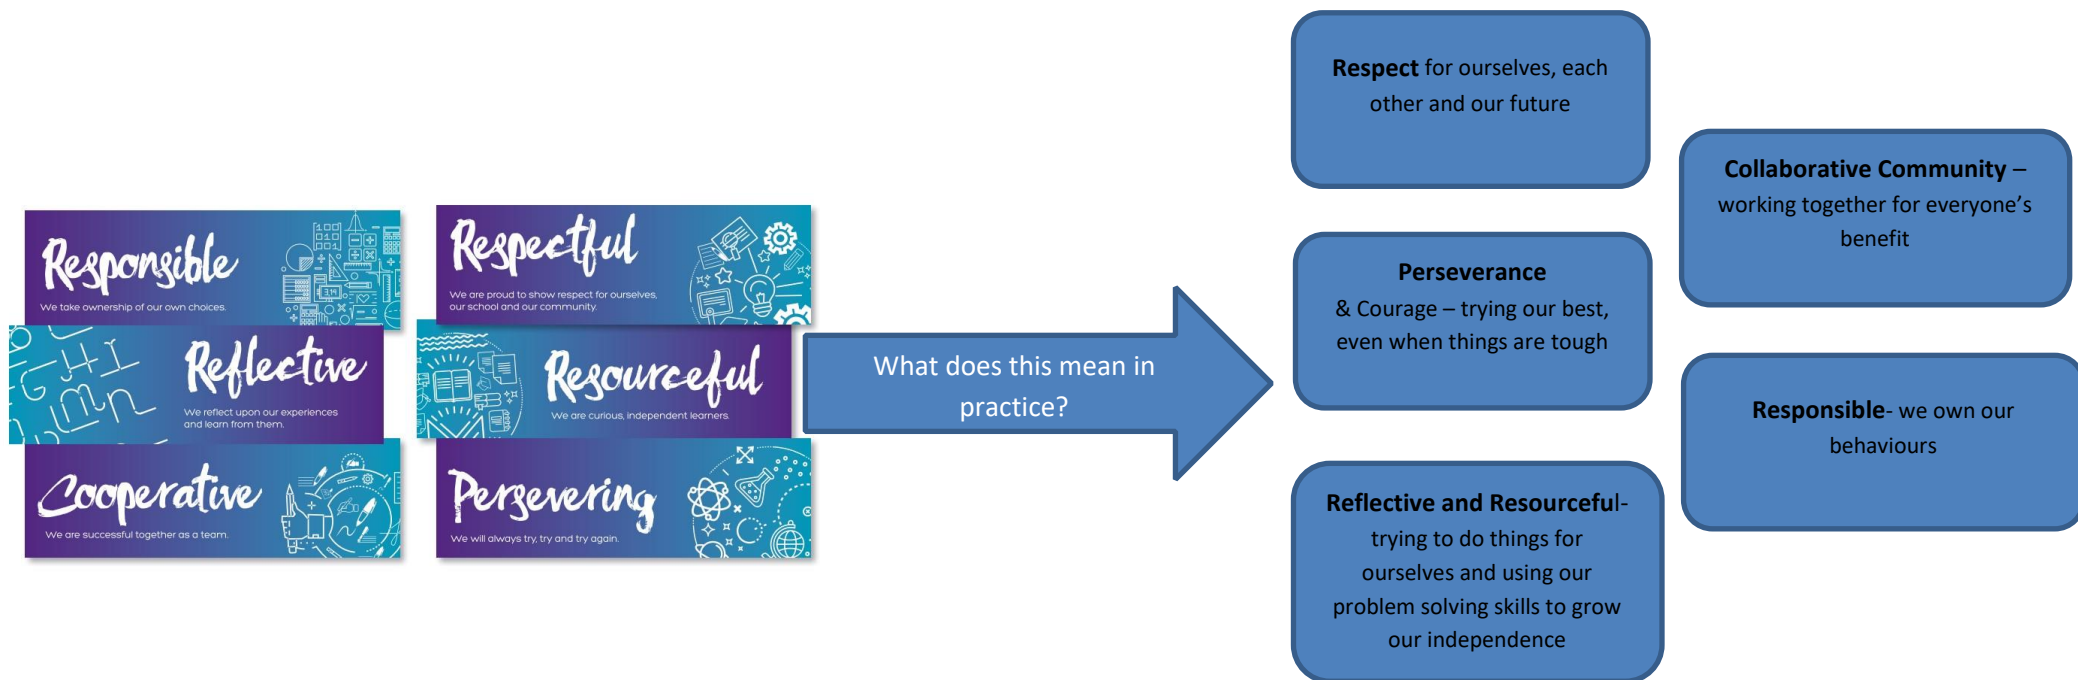 Responsible
We take ownership of our own choices.
Reflective
We reflect upon our experiences
and learn from them.
Cooperative
We are successful together as a team.
Respectful
We are proud to show respect for ourselves,
our school and our community.
Resourceful
We are curious, independent learners.
Persevering
We will always try, try and try again.
What does this mean in
practice?
Respect for ourselves, each
other and our future
Perseverance
& Courage – trying our best,
even when things are tough
Reflective and Resourceful-
trying to do things for
ourselves and using our
problem solving skills to grow
our independence
Collaborative Community –
working together for everyone’s
benefit
Responsible- we own our
behaviours